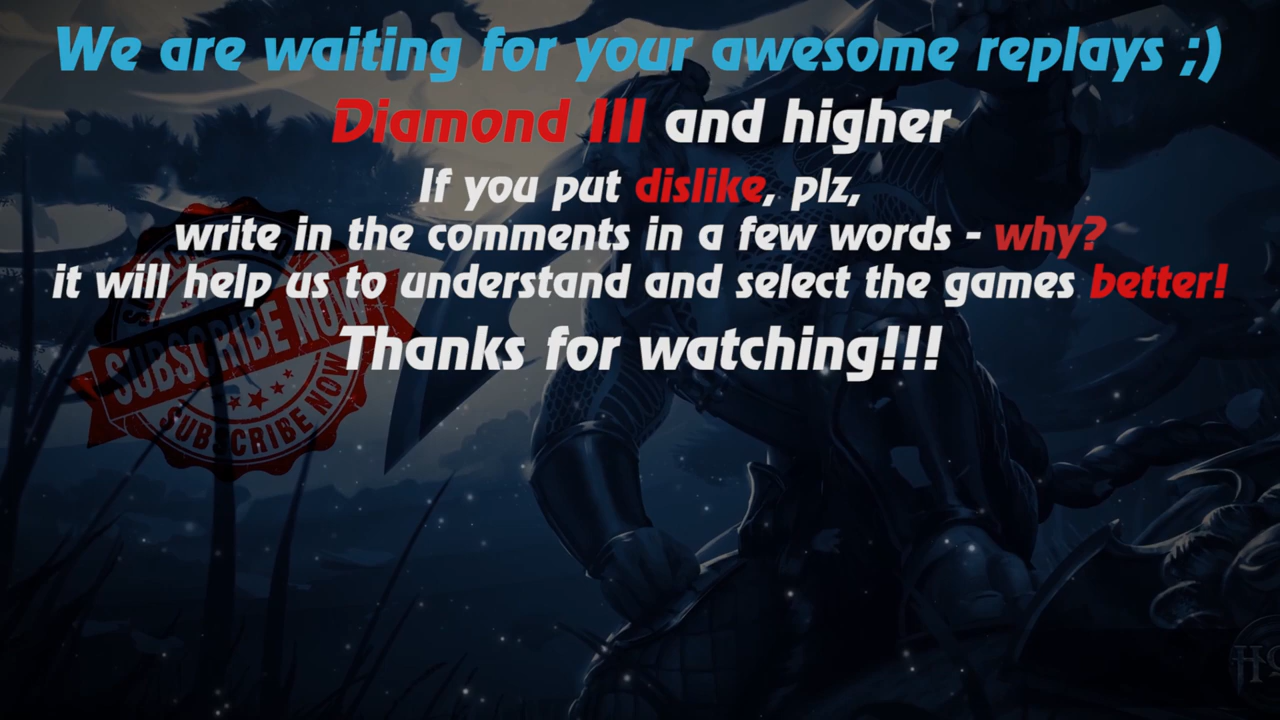 We are waiting for your awesome replays ;)
Diamond III and higher
If you put dislike, plz,
write in the comments in a few words - why?
it will help us to understand and select the games better!
Thanks for watching!!!
SUBSCRIBE NOW
SUBSCRIBE NOW
SUBSCRIBE NOW